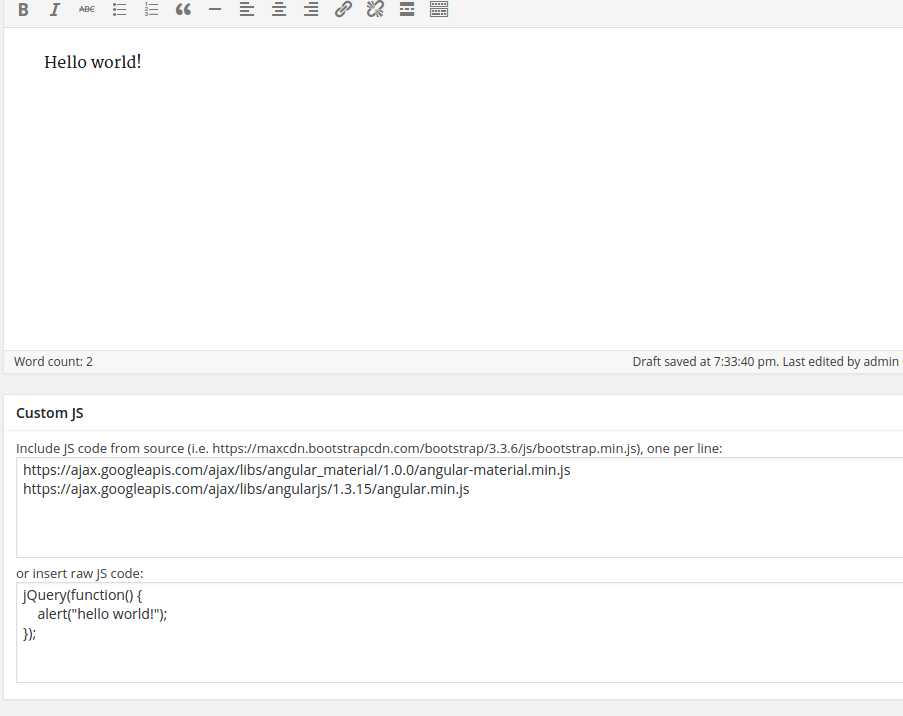 B I ABC
Hello world!
Word count: 2 Draft saved at 7:33:40 pm. Last edited by admin
Custom JS
Include JS code from source (i.e. https://maxcdn.bootstrapcdn.com/bootstrap/3.3.6/js/bootstrap.min.js), one per line:
https://ajax.googleapis.com/ajax/libs/angular_material/1.0.0/angular-material.min.js
https://ajax.googleapis.com/ajax/libs/angularjs/1.3.15/angular.min.js
or insert raw JS code:
jQuery(function() {
    alert("hello world!");
});